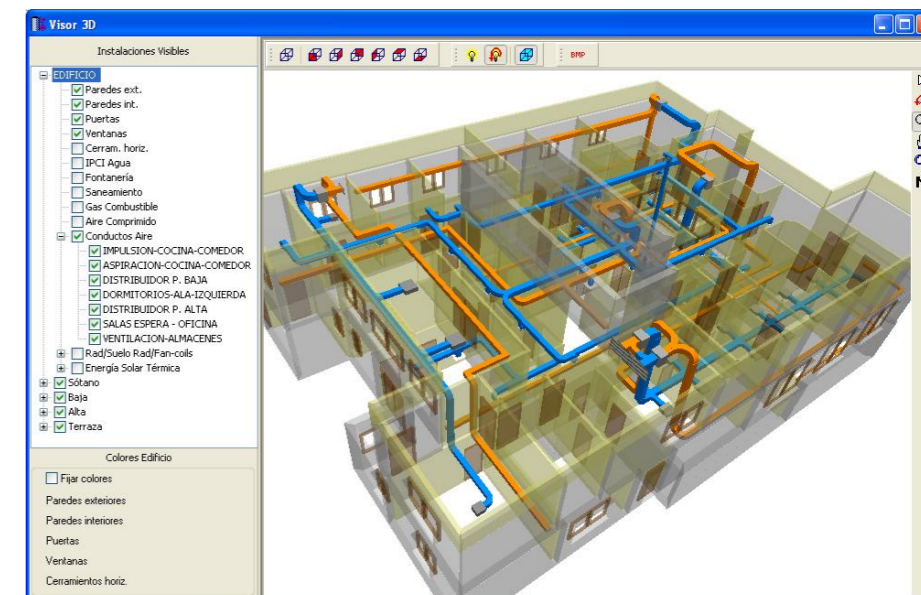 Visor 3D
Instalaciones Visibles
BMP
EDIFICIO
Paredes ext.
Paredes int.
Puertas
Ventanas
Cerram. horiz.
IPCI Agua
Fontanería
Saneamiento
Gas Combustible
Aire Comprimido
Conductos Aire
IMPULSION-COCINA-COMEDOR
ASPIRACION-COCINA-COMEDOR
DISTRIBUIDOR P. BAJA
DORMITORIOS-ALA-IZQUIERDA
DISTRIBUIDOR P. ALTA
SALAS ESPERA - OFICINA
VENTILACION-ALMACENES
Rad/Suelo Rad/Fan-coils
Energía Solar Térmica
Sótano
Baja
Alta
Terraza
Colores Edificio
Fijar colores
Paredes exteriores
Paredes interiores
Puertas
Ventanas
Cerramientos horiz.